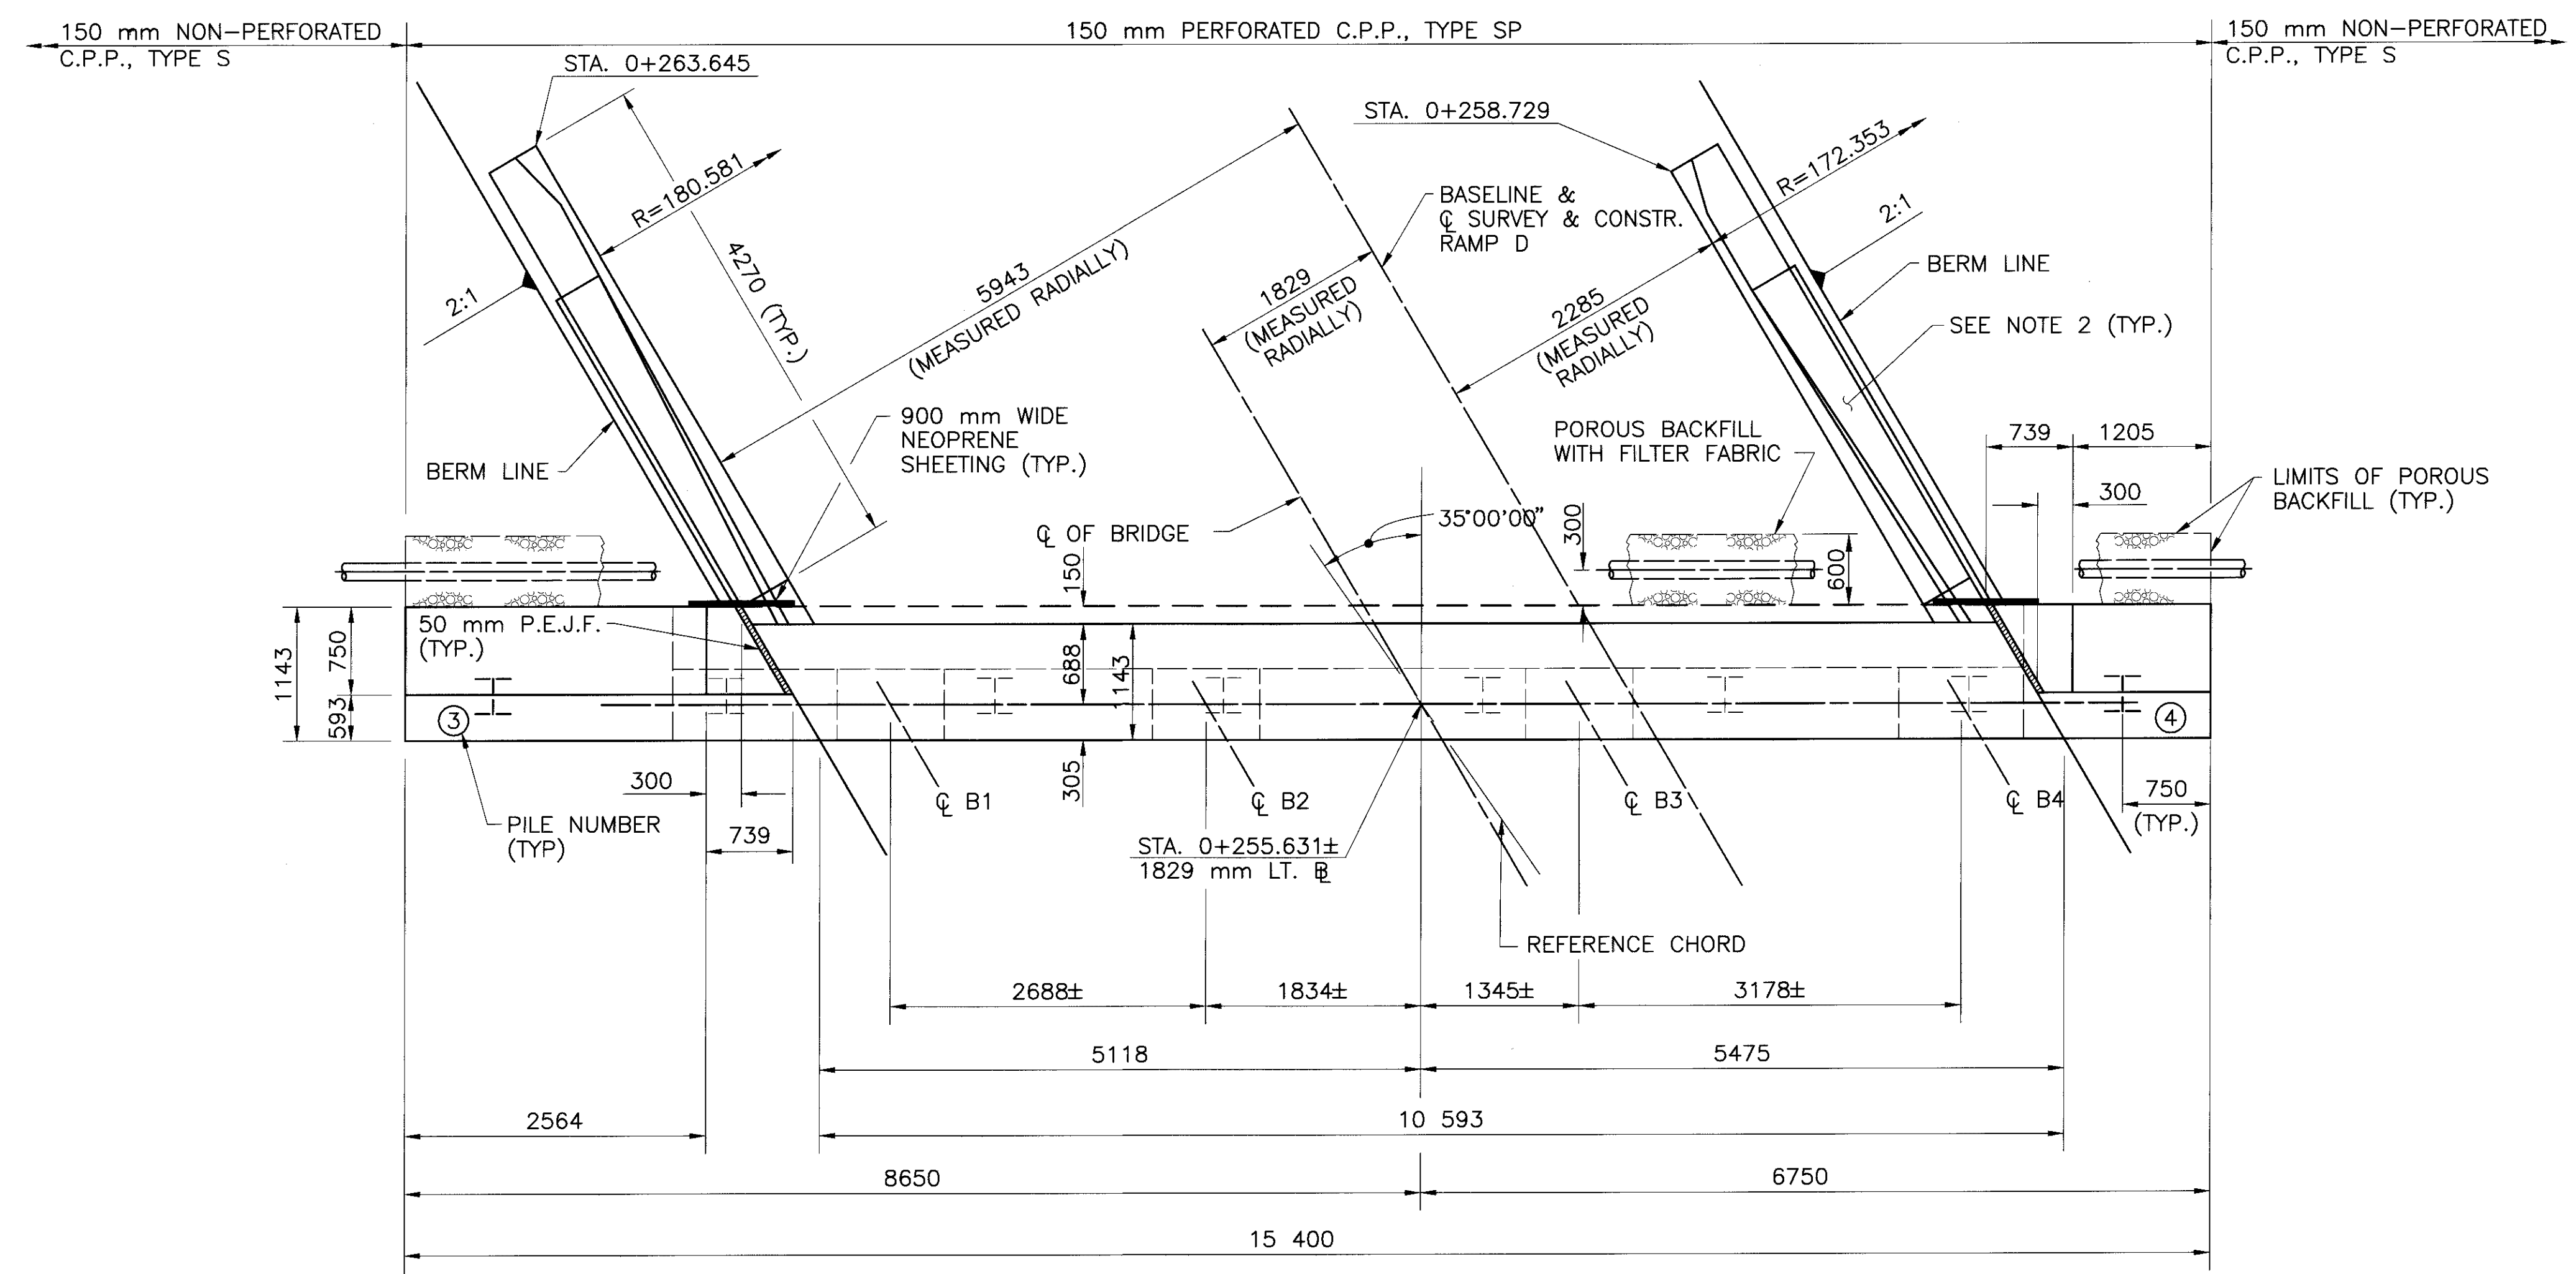 150 mm NON-PERFORATED
C.P.P., TYPE S
150 mm PERFORATED C.P.P., TYPE SP
150 mm NON-PERFORATED
C.P.P., TYPE S
STA. 0+263.645
STA. 0+258.729
R=180.581
R=172.353
4270 (TYP.)
5943
(MEASURED RADIALLY)
1829
(MEASURED
RADIALLY)
2285
(MEASURED
RADIALLY)
BASELINE &
℄ SURVEY & CONSTR.
RAMP D
2:1
2:1
BERM LINE
SEE NOTE 2 (TYP.)
900 mm WIDE
NEOPRENE
SHEETING (TYP.)
BERM LINE
POROUS BACKFILL
WITH FILTER FABRIC
739
1205
300
LIMITS OF POROUS
BACKFILL (TYP.)
℄ OF BRIDGE
35°00'00"
300
600
150
50 mm P.E.J.F.
(TYP.)
1143
750
593
688
1143
305
3
4
300
739
PILE NUMBER
(TYP)
℄ B1
℄ B2
℄ B3
℄ B4
750
(TYP.)
STA. 0+255.631±
1829 mm LT. BL
REFERENCE CHORD
2688±
1834±
1345±
3178±
5118
5475
2564
10 593
8650
6750
15 400